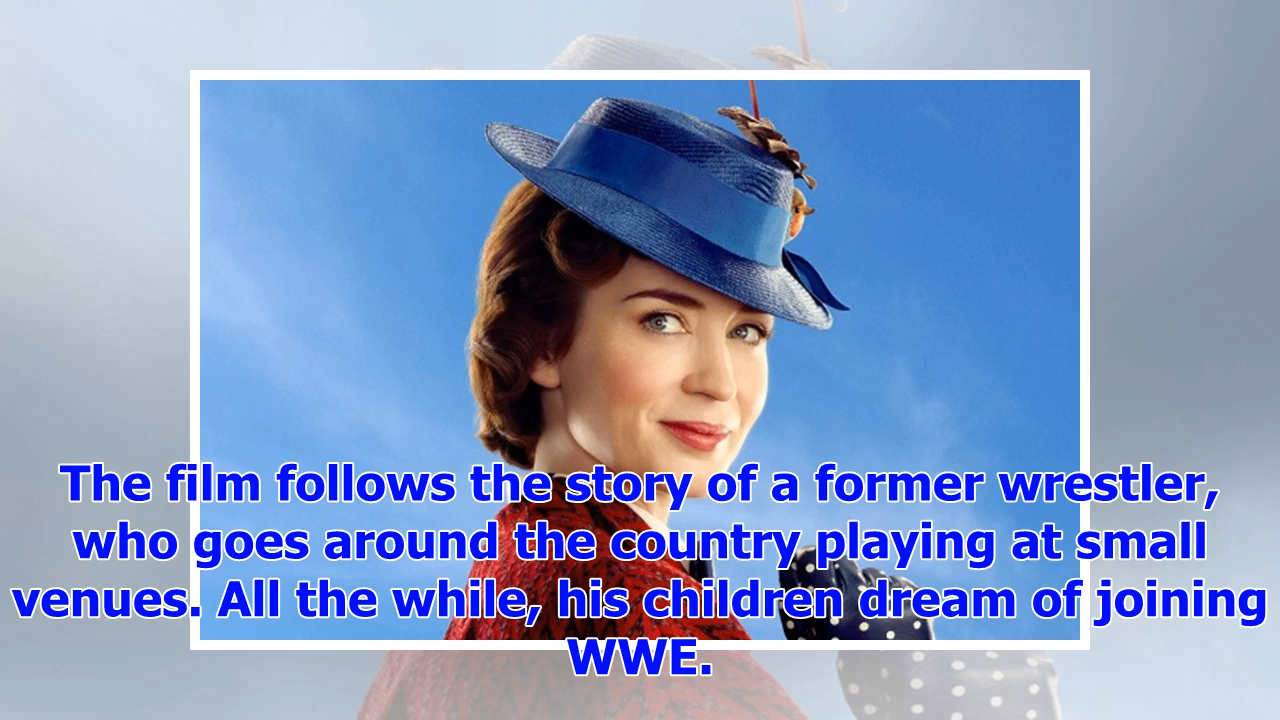 The film follows the story of a former wrestler,
who goes around the country playing at small
venues. All the while, his children dream of joining
WWE.